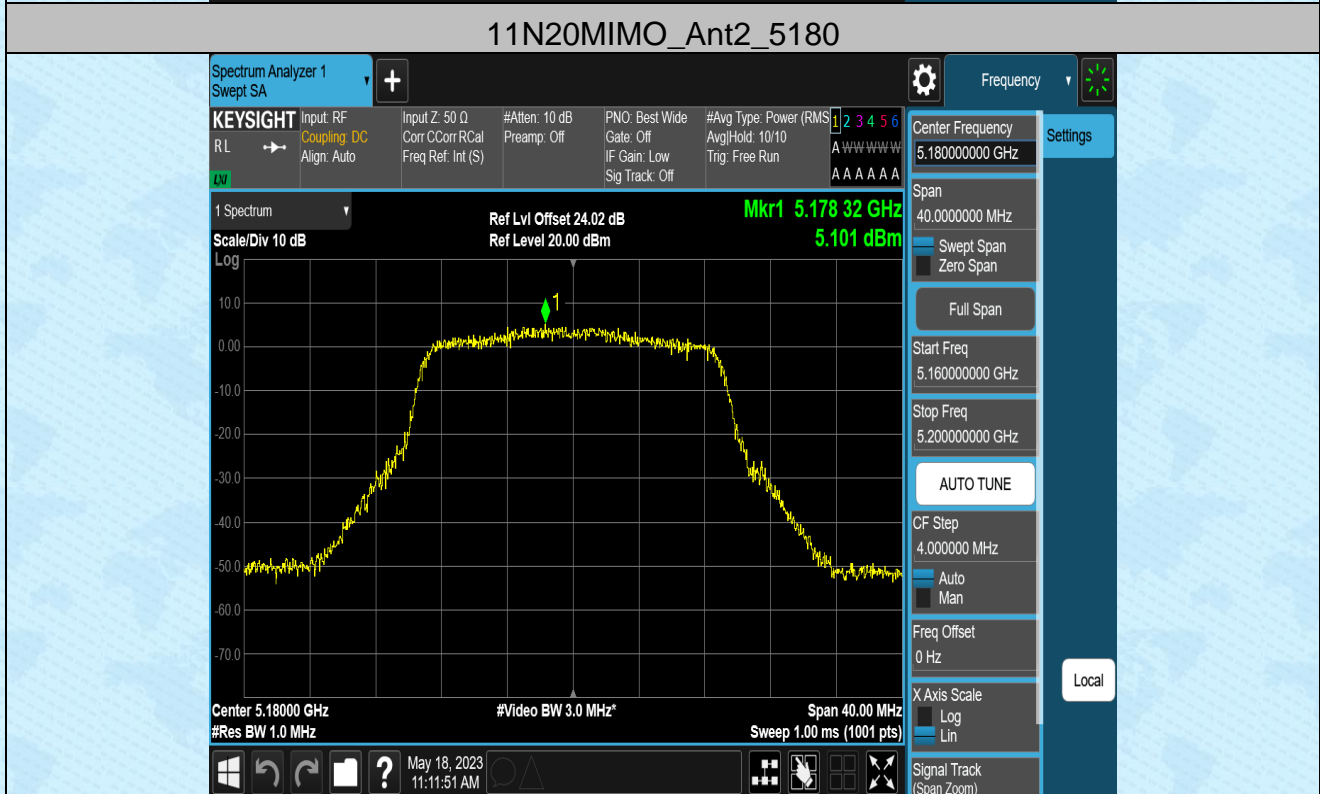 11N20MIMO_Ant2_5180
Spectrum Analyzer 1
Swept SA
Frequency
KEYSIGHT
RL
LXI
Input: RF
Coupling: DC
Align: Auto
Input Z: 50 Ω
Corr CCorr RCal
Freq Ref: Int (S)
#Atten: 10 dB
Preamp: Off
PNO: Best Wide
Gate: Off
IF Gain: Low
Sig Track: Off
#Avg Type: Power (RMS
Avg|Hold: 10/10
Trig: Free Run
1 2 3 4 5 6
A W W W W W
A A A A A A
1 Spectrum
Scale/Div 10 dB
Log
Ref Lvl Offset 24.02 dB
Ref Level 20.00 dBm
Mkr1 5.178 32 GHz
5.101 dBm
1
10.0
0.00
-10.0
-20.0
-30.0
-40.0
-50.0
-60.0
-70.0
Center 5.18000 GHz
#Res BW 1.0 MHz
#Video BW 3.0 MHz*
Span 40.00 MHz
Sweep 1.00 ms (1001 pts)
Center Frequency
5.180000000 GHz
Settings
Span
40.0000000 MHz
Swept Span
Zero Span
Full Span
Start Freq
5.160000000 GHz
Stop Freq
5.200000000 GHz
AUTO TUNE
CF Step
4.000000 MHz
Auto
Man
Freq Offset
0 Hz
X Axis Scale
Log
Lin
Local
Signal Track
(Span Zoom)
?
May 18, 2023
11:11:51 AM